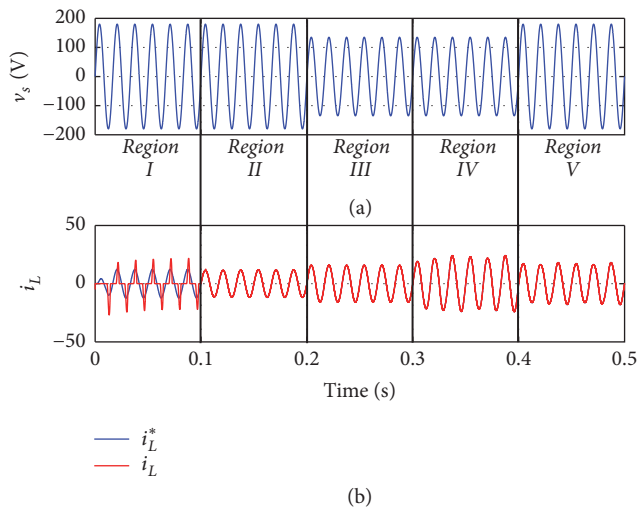 200
100
0
−100
−200
v_s (V)
Region I
Region II
Region III
Region IV
Region V
(a)
50
0
−50
i_L
0 0.1 0.2 0.3 0.4 0.5
Time (s)
i_L^*
i_L
(b)